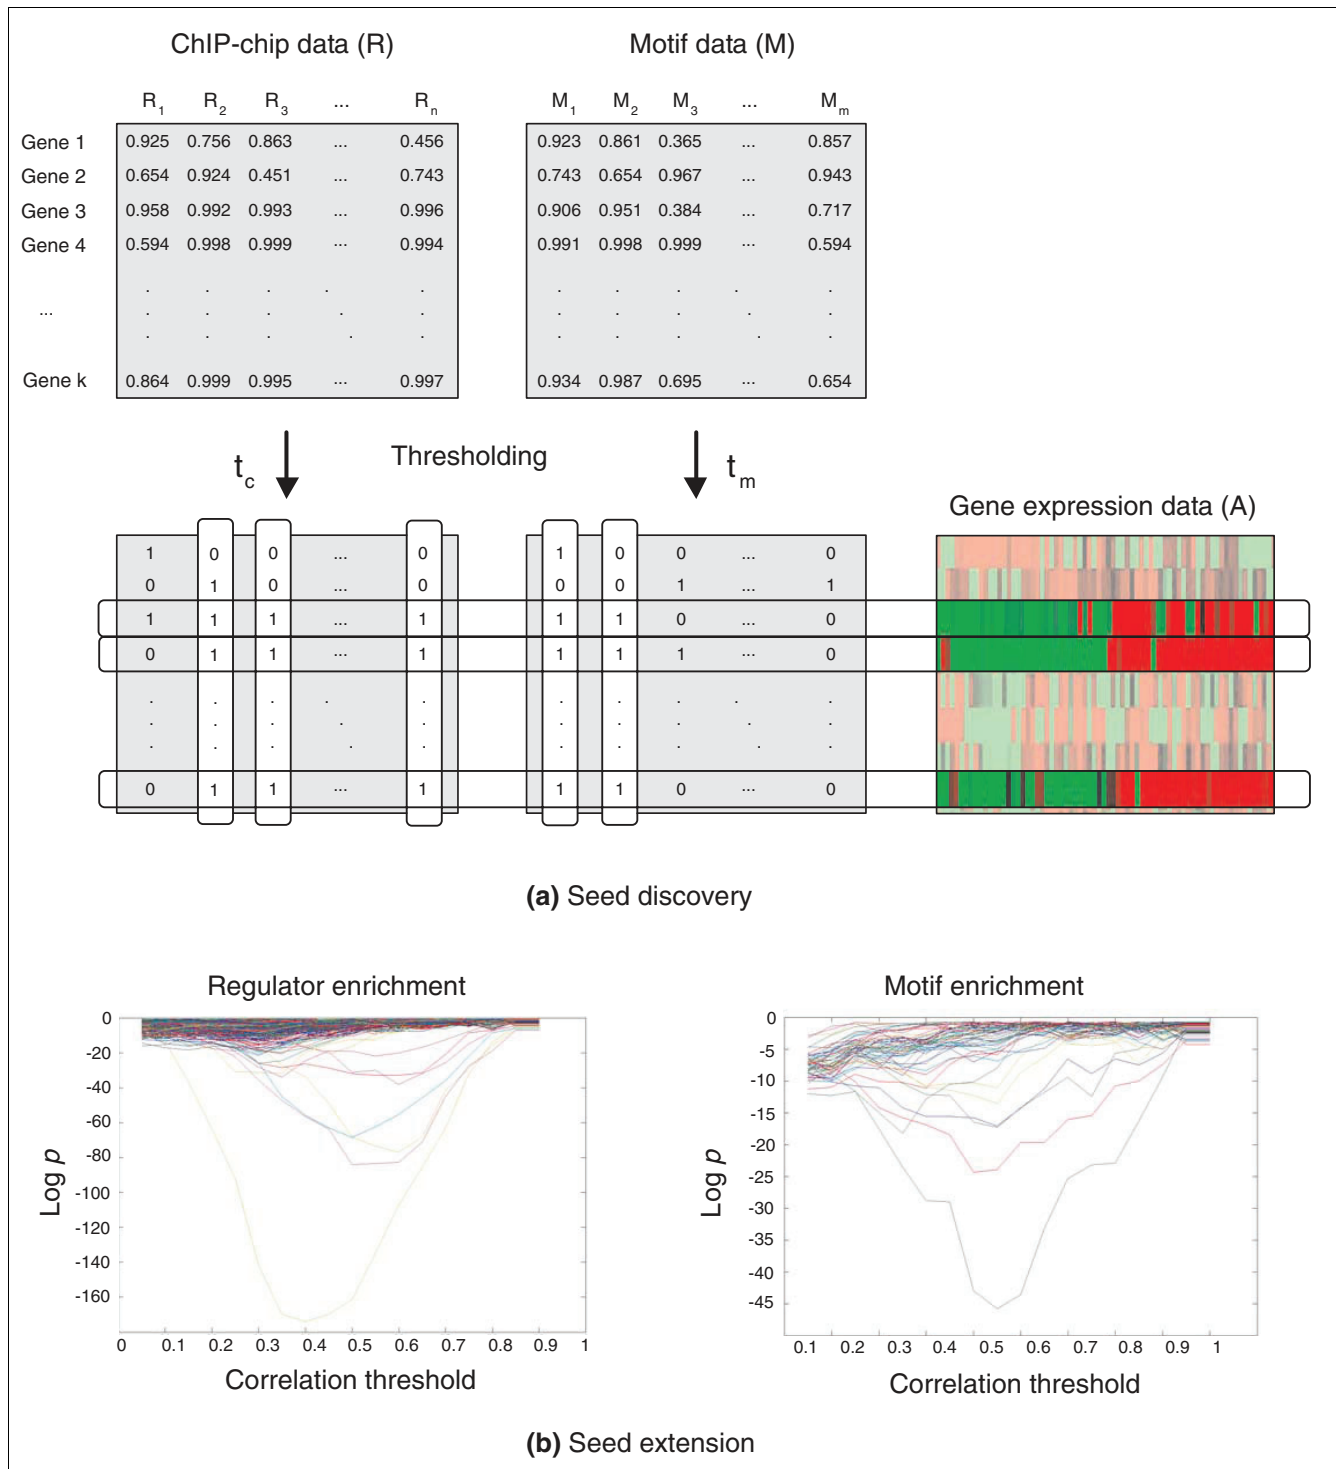 ChIP-chip data (R)
Motif data (M)
R1 R2 R3 ... Rn
M1 M2 M3 ... Mm
Gene 1 0.925 0.756 0.863 ... 0.456 0.923 0.861 0.365 ... 0.857
Gene 2 0.654 0.924 0.451 ... 0.743 0.743 0.654 0.967 ... 0.943
Gene 3 0.958 0.992 0.993 ... 0.996 0.906 0.951 0.384 ... 0.717
Gene 4 0.594 0.998 0.999 ... 0.994 0.991 0.998 0.999 ... 0.594
...
Gene k 0.864 0.999 0.995 ... 0.997 0.934 0.987 0.695 ... 0.654
tc Thresholding tm
Gene expression data (A)
1 0 0 ... 0 1 0 0 ... 0
0 1 0 ... 0 0 0 1 ... 1
1 1 1 ... 1 1 1 0 ... 0
0 1 1 ... 1 1 1 1 ... 0
0 1 1 ... 1 1 1 0 ... 0
(a) Seed discovery
Regulator enrichment
Log p
0
-20
-40
-60
-80
-100
-120
-140
-160
0 0.1 0.2 0.3 0.4 0.5 0.6 0.7 0.8 0.9 1
Correlation threshold
Motif enrichment
Log p
0
-5
-10
-15
-20
-25
-30
-35
-40
-45
0.1 0.2 0.3 0.4 0.5 0.6 0.7 0.8 0.9 1
Correlation threshold
(b) Seed extension